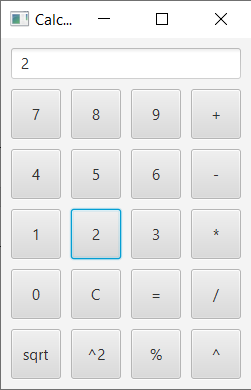 Calc...
2
7 8 9 +
4 5 6 -
1 2 3 *
0 C = /
sqrt ^2 % ^